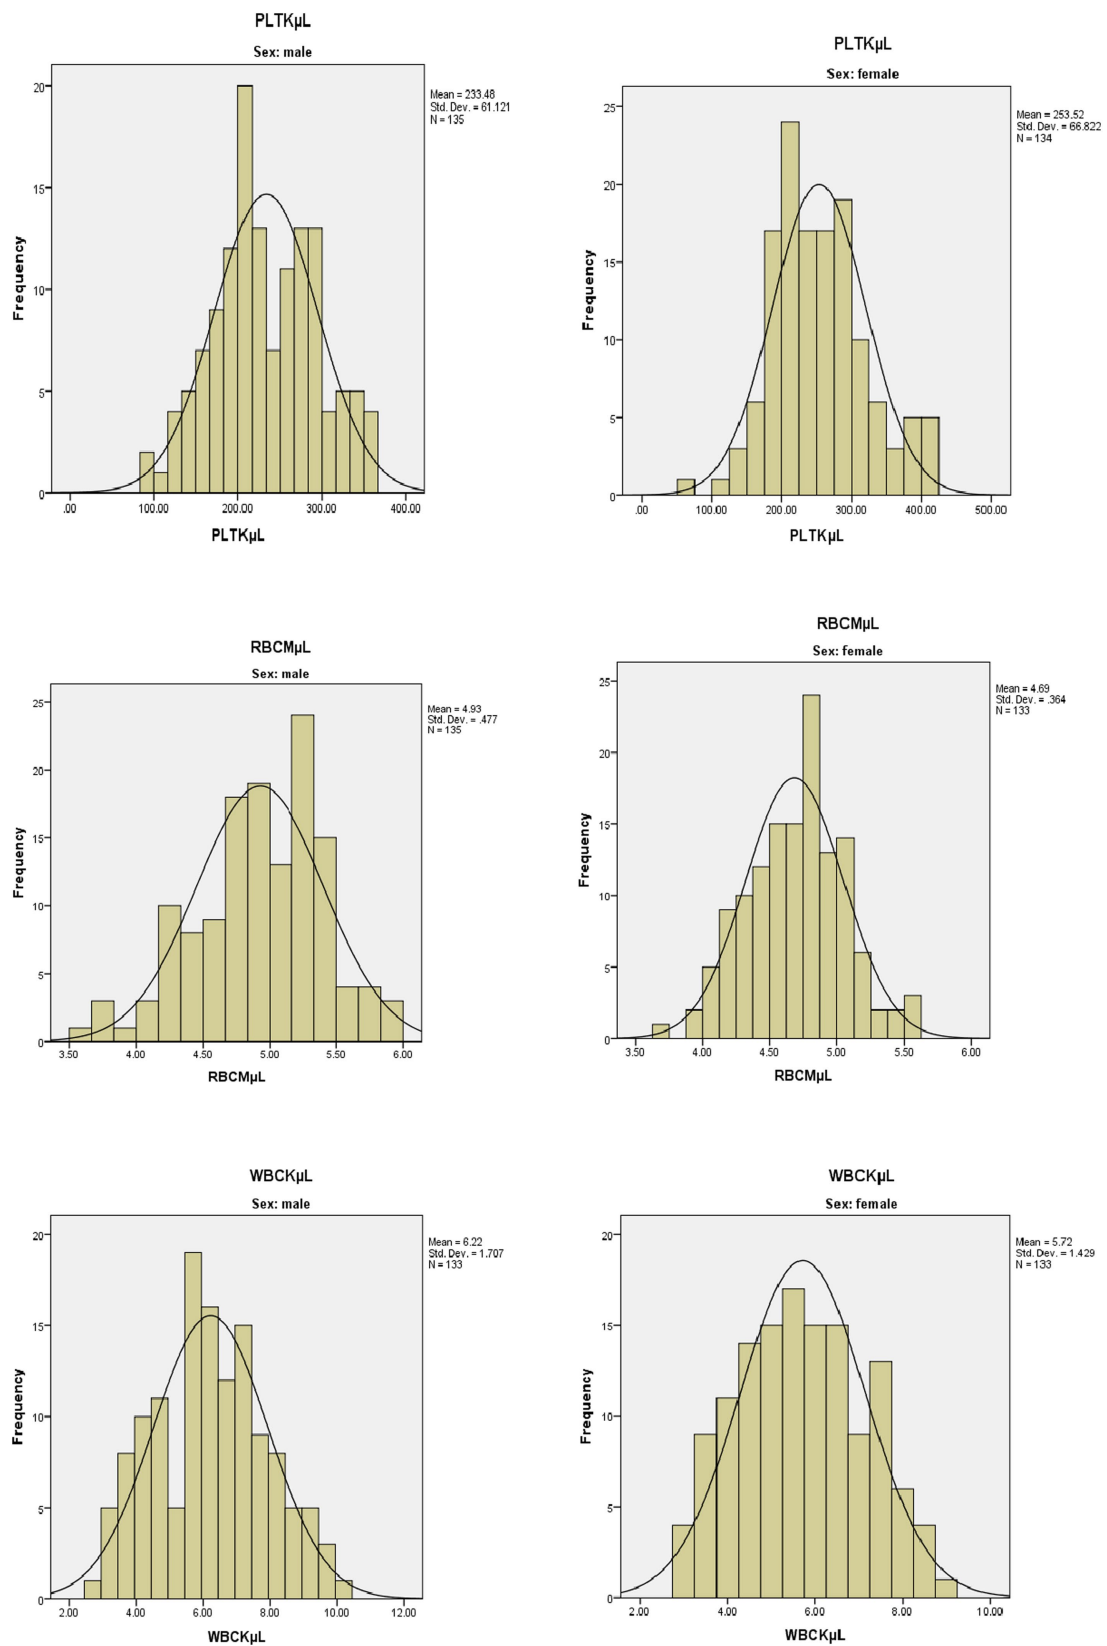 PLTKµL
Sex: male
Mean = 233.48
Std. Dev. = 61.121
N = 135
Frequency
20
15
10
5
0
.00 100.00 200.00 300.00 400.00
PLTKµL
PLTKµL
Sex: female
Mean = 253.52
Std. Dev. = 66.822
N = 134
Frequency
25
20
15
10
5
0
.00 100.00 200.00 300.00 400.00 500.00
PLTKµL
RBCMµL
Sex: male
Mean = 4.93
Std. Dev. = .477
N = 135
Frequency
25
20
15
10
5
0
3.50 4.00 4.50 5.00 5.50 6.00
RBCMµL
RBCMµL
Sex: female
Mean = 4.69
Std. Dev. = .364
N = 133
Frequency
25
20
15
10
5
0
3.50 4.00 4.50 5.00 5.50 6.00
RBCMµL
WBCKµL
Sex: male
Mean = 6.22
Std. Dev. = 1.707
N = 133
Frequency
20
15
10
5
0
2.00 4.00 6.00 8.00 10.00 12.00
WBCKµL
WBCKµL
Sex: female
Mean = 5.72
Std. Dev. = 1.429
N = 133
Frequency
20
15
10
5
0
2.00 4.00 6.00 8.00 10.00
WBCKµL